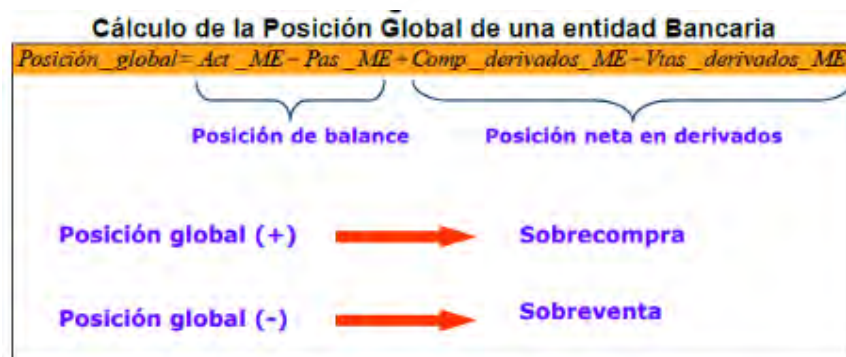 Cálculo de la Posición Global de una entidad Bancaria
Posición_global= Act_ME- Pas_ME+Comp_derivados_ME-Vtas_derivados_ME
Posición de balance Posición neta en derivados
Posición global (+) Sobrecompra
Posición global (-) Sobreventa